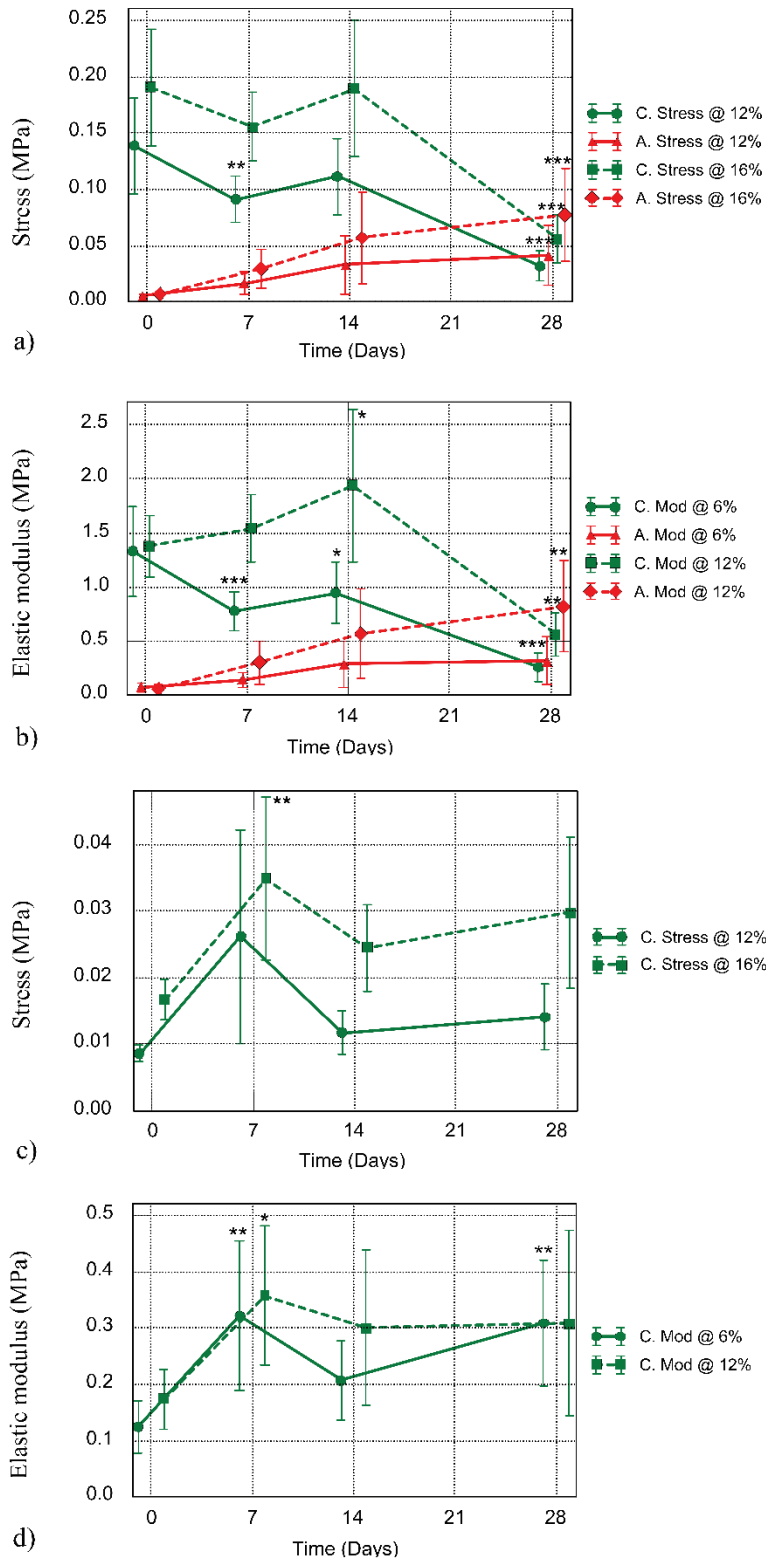 0.25
0.20
0.15
0.10
0.05
0.00
Stress (MPa)
**
***
***
***
0
7
14
21
28
Time (Days)
C. Stress @ 12%
A. Stress @ 12%
C. Stress @ 16%
A. Stress @ 16%
a)
2.5
2.0
1.5
1.0
0.5
0.0
Elastic modulus (MPa)
*
***
*
**
**
***
0
7
14
21
28
Time (Days)
C. Mod @ 6%
A. Mod @ 6%
C. Mod @ 12%
A. Mod @ 12%
b)
0.04
0.03
0.02
0.01
0.00
Stress (MPa)
**
0
7
14
21
28
Time (Days)
C. Stress @ 12%
C. Stress @ 16%
c)
0.5
0.4
0.3
0.2
0.1
0.0
Elastic modulus (MPa)
**
*
**
0
7
14
21
28
Time (Days)
C. Mod @ 6%
C. Mod @ 12%
d)